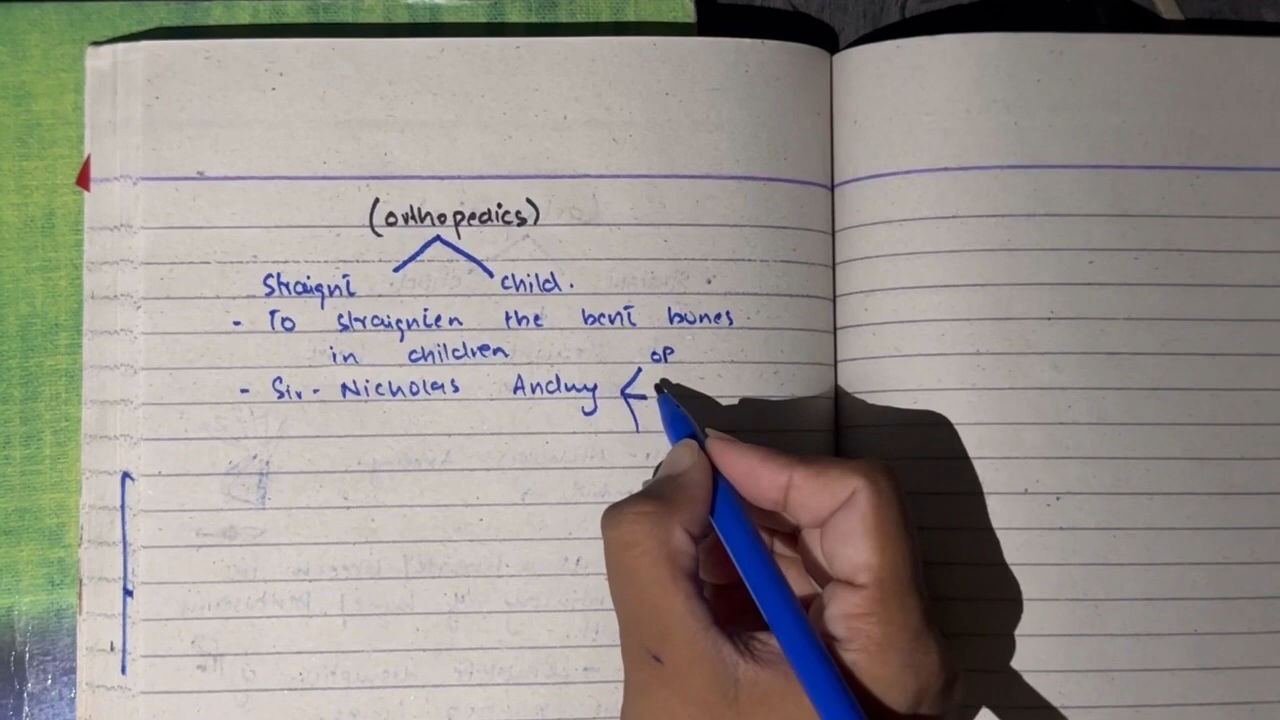 (orthopedics)
Straight child.
- To straighten the bent bones
in children
OP
- Sir - Nicholas Andry